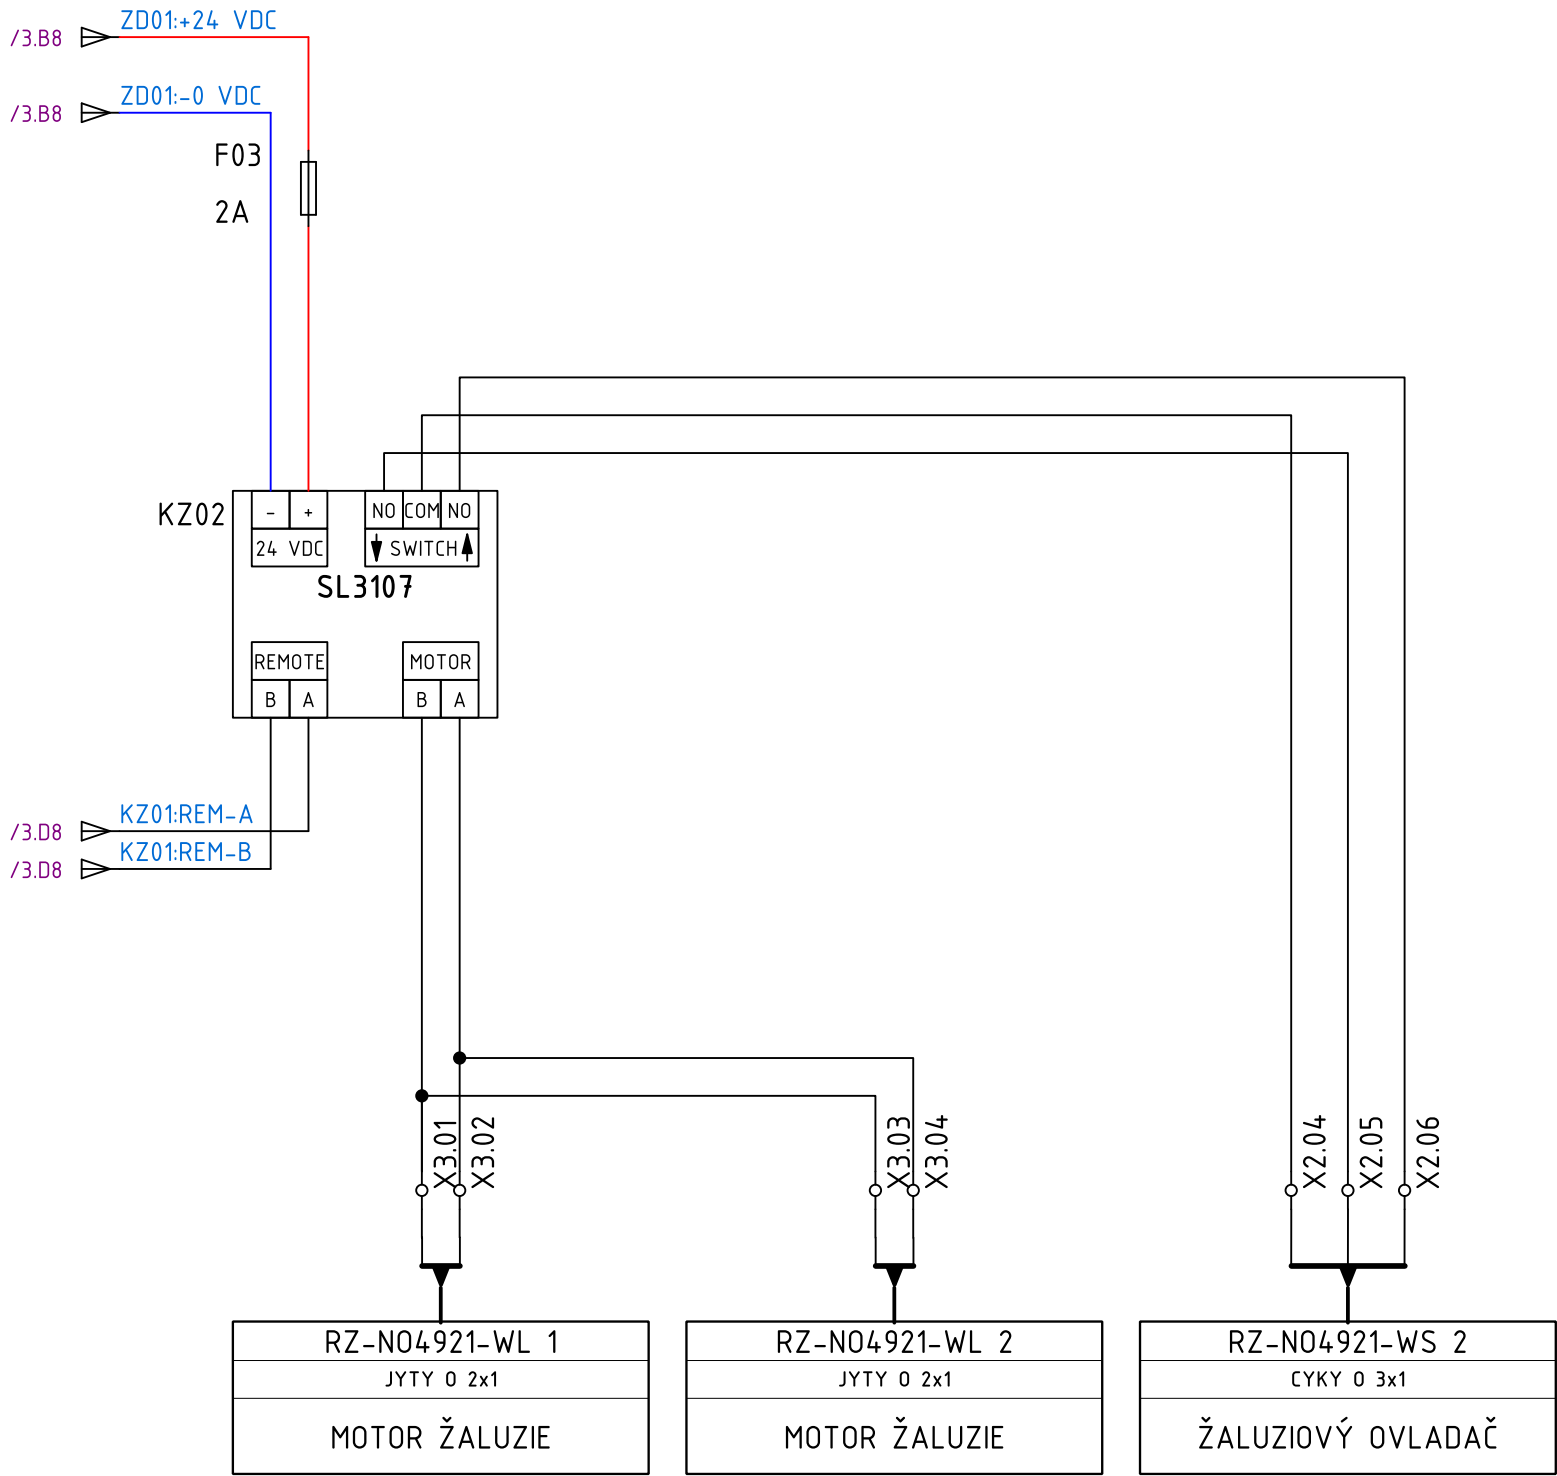 ZD01:+24 VDC
/3.B8
ZD01:-0 VDC
/3.B8
F03
2A
KZ02
- + NO COM NO
24 VDC SWITCH
SL3107
REMOTE MOTOR
B A B A
KZ01:REM-A
/3.D8
KZ01:REM-B
/3.D8
X3.01 X3.02 X3.03 X3.04 X2.04 X2.05 X2.06
RZ-NO4921-WL 1
JYTY O 2x1
MOTOR ŽALUZIE
RZ-NO4921-WL 2
JYTY O 2x1
MOTOR ŽALUZIE
RZ-NO4921-WS 2
CYKY O 3x1
ŽALUZIOVÝ OVLADAČ